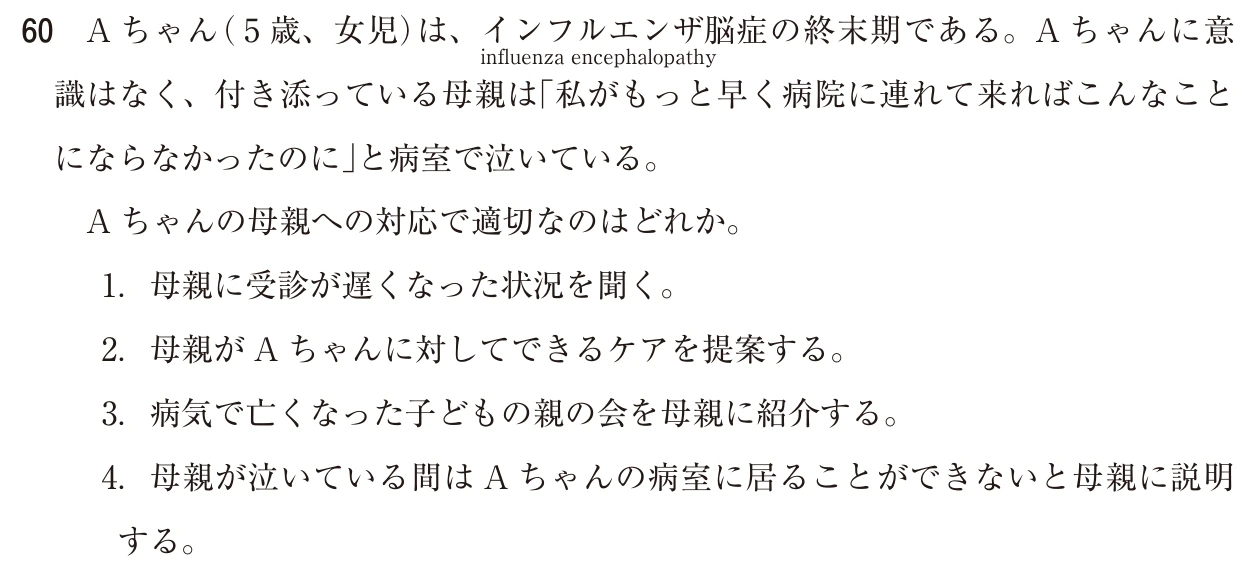 60 Aちゃん(5歳、女児)は、インフルエンザ脳症の終末期である。Aちゃんに意
influenza encephalopathy
識はなく、付き添っている母親は「私がもっと早く病院に連れて来ればこんなこと
にならなかったのに」と病室で泣いている。
Aちゃんの母親への対応で適切なのはどれか。
1. 母親に受診が遅くなった状況を聞く。
2. 母親がAちゃんに対してできるケアを提案する。
3. 病気で亡くなった子どもの親の会を母親に紹介する。
4. 母親が泣いている間はAちゃんの病室に居ることができないと母親に説明
する。